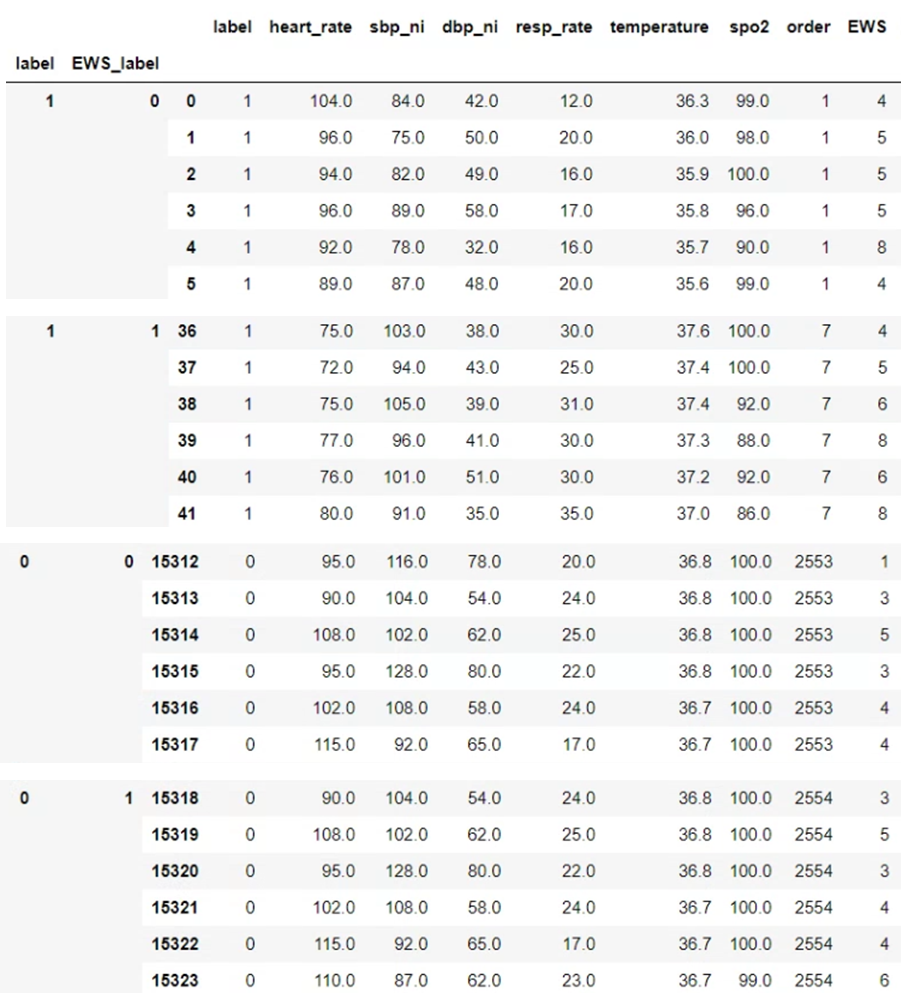 label heart_rate sbp_ni dbp_ni resp_rate temperature spo2 order EWS
label EWS_label
1 0 0 1 104.0 84.0 42.0 12.0 36.3 99.0 1 4
1 1 96.0 75.0 50.0 20.0 36.0 98.0 1 5
2 1 94.0 82.0 49.0 16.0 35.9 100.0 1 5
3 1 96.0 89.0 58.0 17.0 35.8 96.0 1 5
4 1 92.0 78.0 32.0 16.0 35.7 90.0 1 8
5 1 89.0 87.0 48.0 20.0 35.6 99.0 1 4
1 1 36 1 75.0 103.0 38.0 30.0 37.6 100.0 7 4
37 1 72.0 94.0 43.0 25.0 37.4 100.0 7 5
38 1 75.0 105.0 39.0 31.0 37.4 92.0 7 6
39 1 77.0 96.0 41.0 30.0 37.3 88.0 7 8
40 1 76.0 101.0 51.0 30.0 37.2 92.0 7 6
41 1 80.0 91.0 35.0 35.0 37.0 86.0 7 8
0 0 15312 0 95.0 116.0 78.0 20.0 36.8 100.0 2553 1
15313 0 90.0 104.0 54.0 24.0 36.8 100.0 2553 3
15314 0 108.0 102.0 62.0 25.0 36.8 100.0 2553 5
15315 0 95.0 128.0 80.0 22.0 36.8 100.0 2553 3
15316 0 102.0 108.0 58.0 24.0 36.7 100.0 2553 4
15317 0 115.0 92.0 65.0 17.0 36.7 100.0 2553 4
0 1 15318 0 90.0 104.0 54.0 24.0 36.8 100.0 2554 3
15319 0 108.0 102.0 62.0 25.0 36.8 100.0 2554 5
15320 0 95.0 128.0 80.0 22.0 36.8 100.0 2554 3
15321 0 102.0 108.0 58.0 24.0 36.7 100.0 2554 4
15322 0 115.0 92.0 65.0 17.0 36.7 100.0 2554 4
15323 0 110.0 87.0 62.0 23.0 36.7 99.0 2554 6